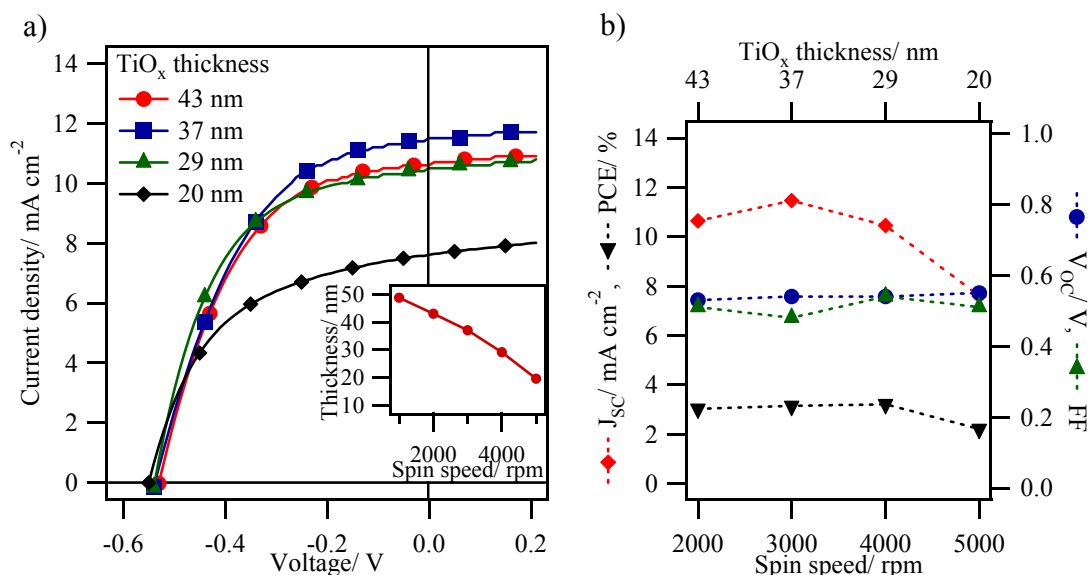 a)
TiOx thickness
43 nm
37 nm
29 nm
20 nm
Current density/ mA cm-2
14
12
10
8
6
4
2
0
-0.6
-0.4
-0.2
0.0
0.2
Voltage/ V
Thickness/ nm
50
40
30
20
10
2000
4000
Spin speed/ rpm
b)
TiOx thickness/ nm
43
37
29
20
JSC/ mA cm-2, PCE/ %
14
12
10
8
6
4
2
0
1.0
0.8
0.6
0.4
0.2
0.0
VOC/ V,
FF
2000
3000
4000
5000
Spin speed/ rpm